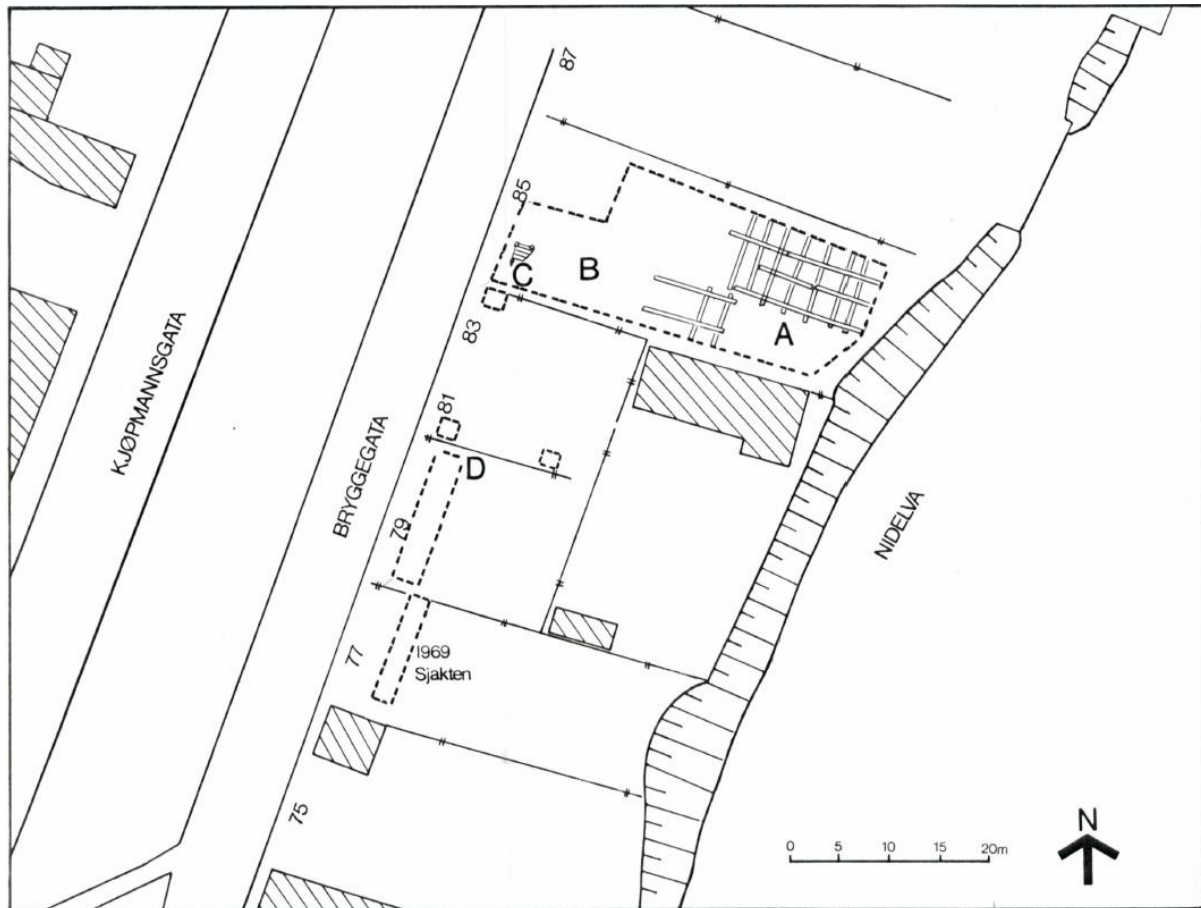 87
85
B
C
83
A
81
KJØPMANNSGATA
BRYGGEGATA
D
79
NIDELVA
1969
Sjakten
77
75
0 5 10 15 20m
N